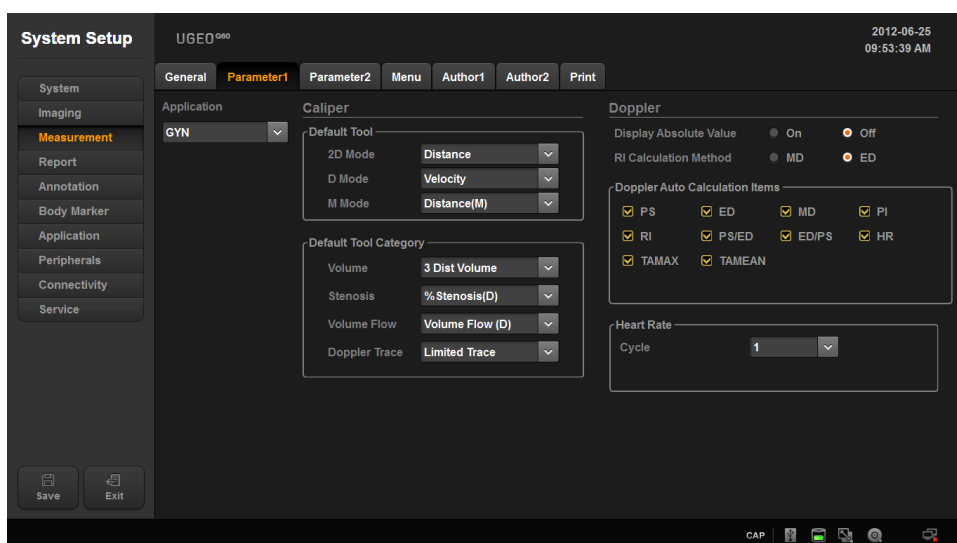 System Setup
UGEO G60
2012-06-25
09:53:39 AM
General Parameter1 Parameter2 Menu Author1 Author2 Print
System
Imaging
Measurement
Report
Annotation
Body Marker
Application
Peripherals
Connectivity
Service
Save Exit
Application
GYN
Caliper
Default Tool
2D Mode Distance
D Mode Velocity
M Mode Distance(M)
Default Tool Category
Volume 3 Dist Volume
Stenosis %Stenosis(D)
Volume Flow Volume Flow (D)
Doppler Trace Limited Trace
Doppler
Display Absolute Value On Off
RI Calculation Method MD ED
Doppler Auto Calculation Items
PS ED MD PI
RI PS/ED ED/PS HR
TAMAX TAMEAN
Heart Rate
Cycle 1
CAP